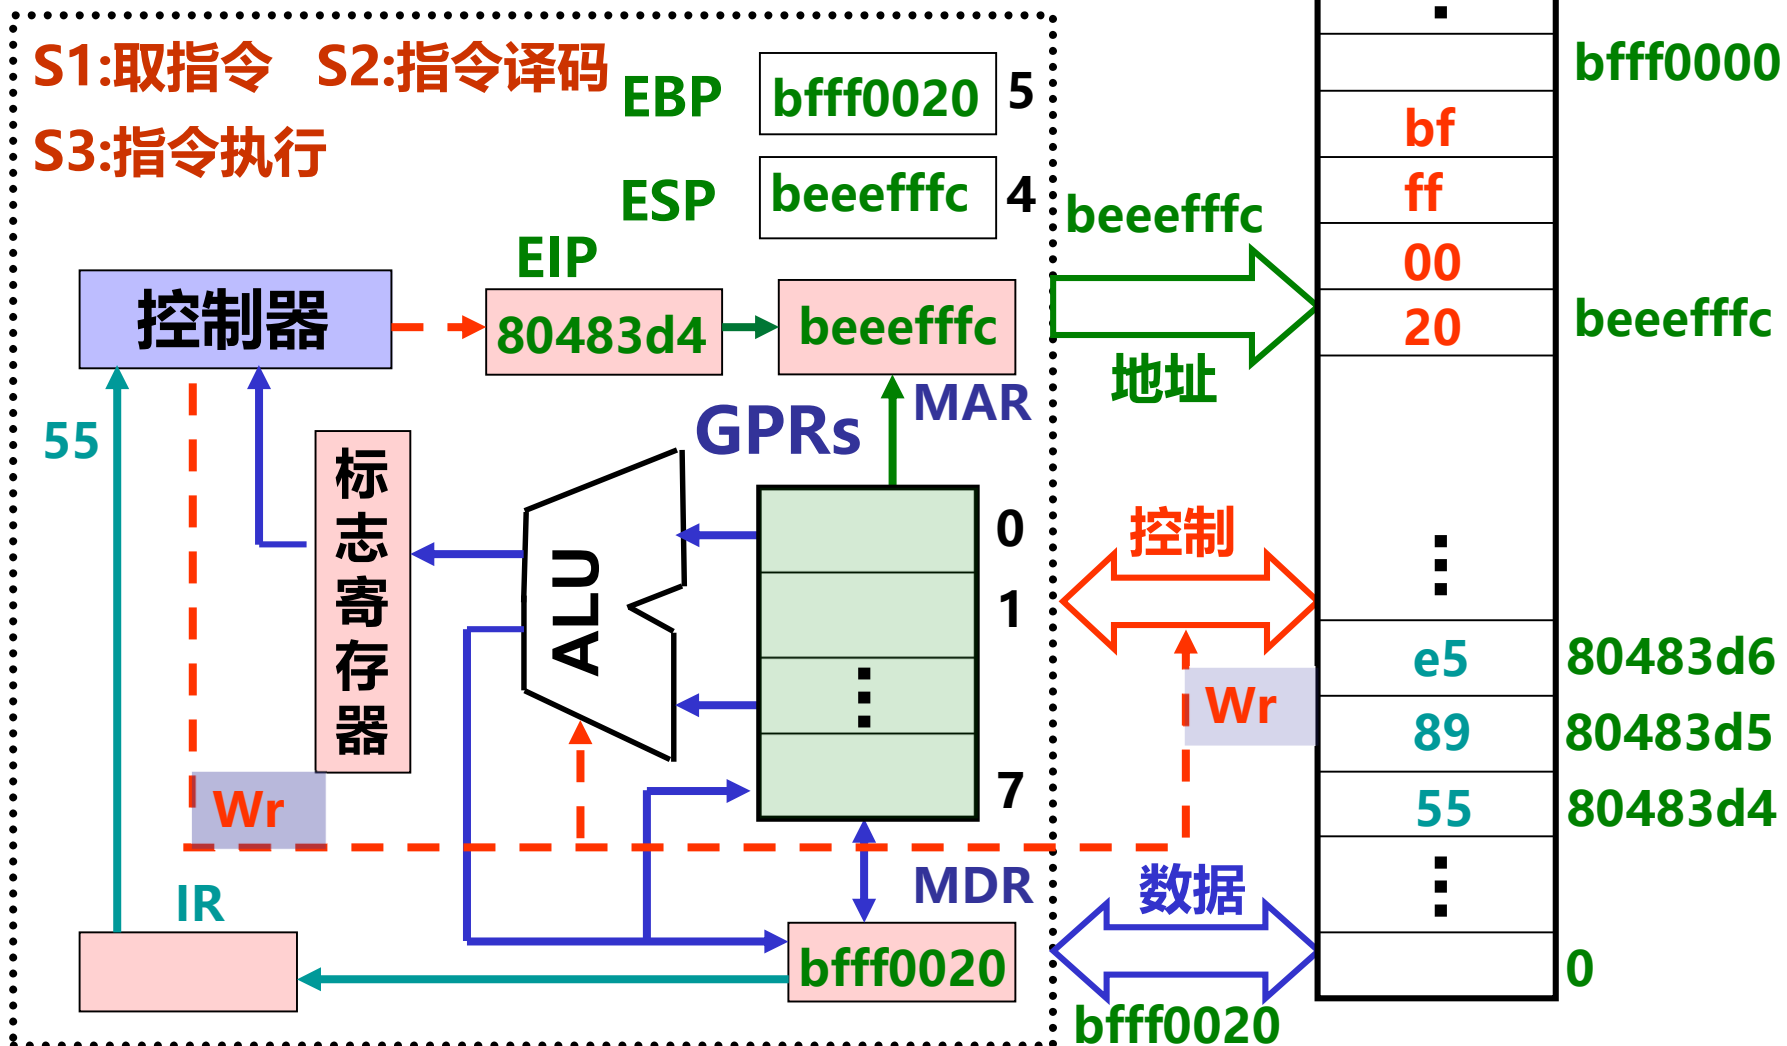 S1:取指令 S2:指令译码
S3:指令执行
EBP bfff0020 5
ESP beeefffc 4
EIP
控制器
80483d4
beeefffc
MAR
GPRs
55
标志寄存器
ALU
0
1
7
Wr
IR
MDR
bfff0020
beeefffc
地址
控制
Wr
数据
bfff0020
bfff0000
bf
ff
00
20 beeefffc
e5 80483d6
89 80483d5
55 80483d4
0